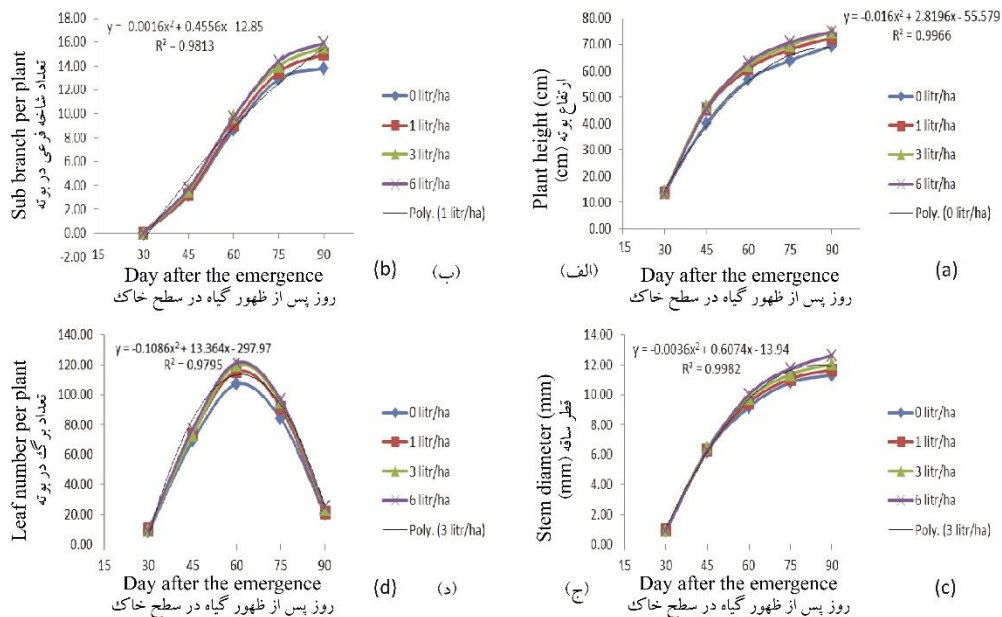 y = -0.0016x² + 0.4556x - 12.85
R² = 0.9813
Sub branch per plant
تعداد شاخه فرعی در بوته
18.00
16.00
14.00
12.00
10.00
8.00
6.00
4.00
2.00
0.00
-2.00
15 30 45 60 75 90
0 litr/ha
1 litr/ha
3 litr/ha
6 litr/ha
Poly. (1 litr/ha)
Day after the emergence
روز پس از ظهور گیاه در سطح خاک
(b) (ب)
y = -0.016x² + 2.8196x - 55.579
R² = 0.9966
Plant height (cm)
ارتفاع بوته (cm)
80.00
70.00
60.00
50.00
40.00
30.00
20.00
10.00
0.00
15 30 45 60 75 90
0 litr/ha
1 litr/ha
3 litr/ha
6 litr/ha
Poly. (0 litr/ha)
Day after the emergence
روز پس از ظهور گیاه در سطح خاک
(الف) (a)
y = -0.1086x² + 13.364x - 297.97
R² = 0.9795
Leaf number per plant
تعداد برگ در بوته
140.00
120.00
100.00
80.00
60.00
40.00
20.00
0.00
15 30 45 60 75 90
0 litr/ha
1 litr/ha
3 litr/ha
6 litr/ha
Poly. (3 litr/ha)
Day after the emergence
روز پس از ظهور گیاه در سطح خاک
(d) (د)
y = -0.0036x² + 0.6074x - 13.94
R² = 0.9982
Stem diameter (mm)
قطر ساقه (mm)
14.00
12.00
10.00
8.00
6.00
4.00
2.00
0.00
15 30 45 60 75 90
0 litr/ha
1 litr/ha
3 litr/ha
6 litr/ha
Poly. (3 litr/ha)
Day after the emergence
روز پس از ظهور گیاه در سطح خاک
(ج) (c)